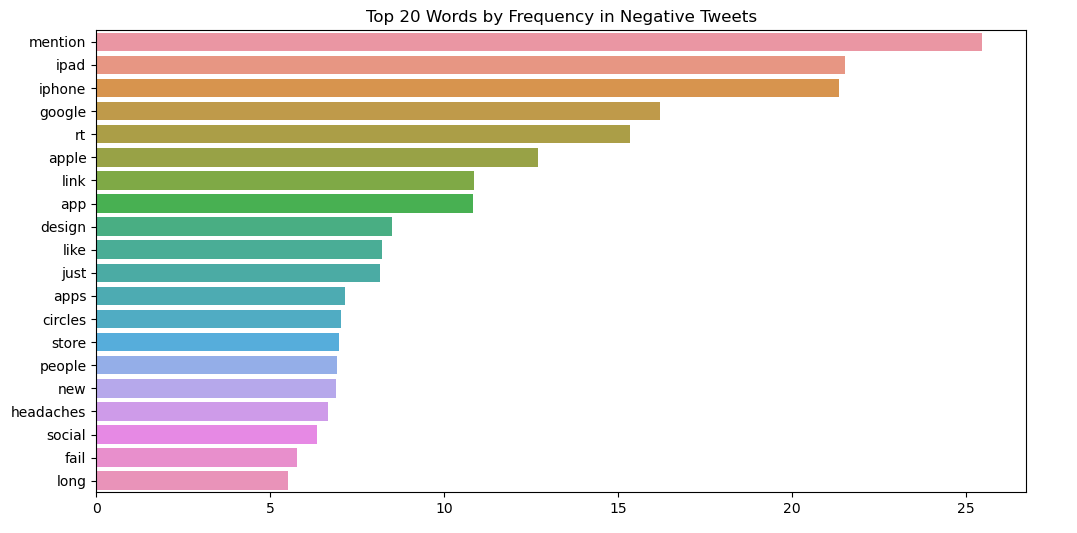 Top 20 Words by Frequency in Negative Tweets
mention
ipad
iphone
google
rt
apple
link
app
design
like
just
apps
circles
store
people
new
headaches
social
fail
long
0 5 10 15 20 25